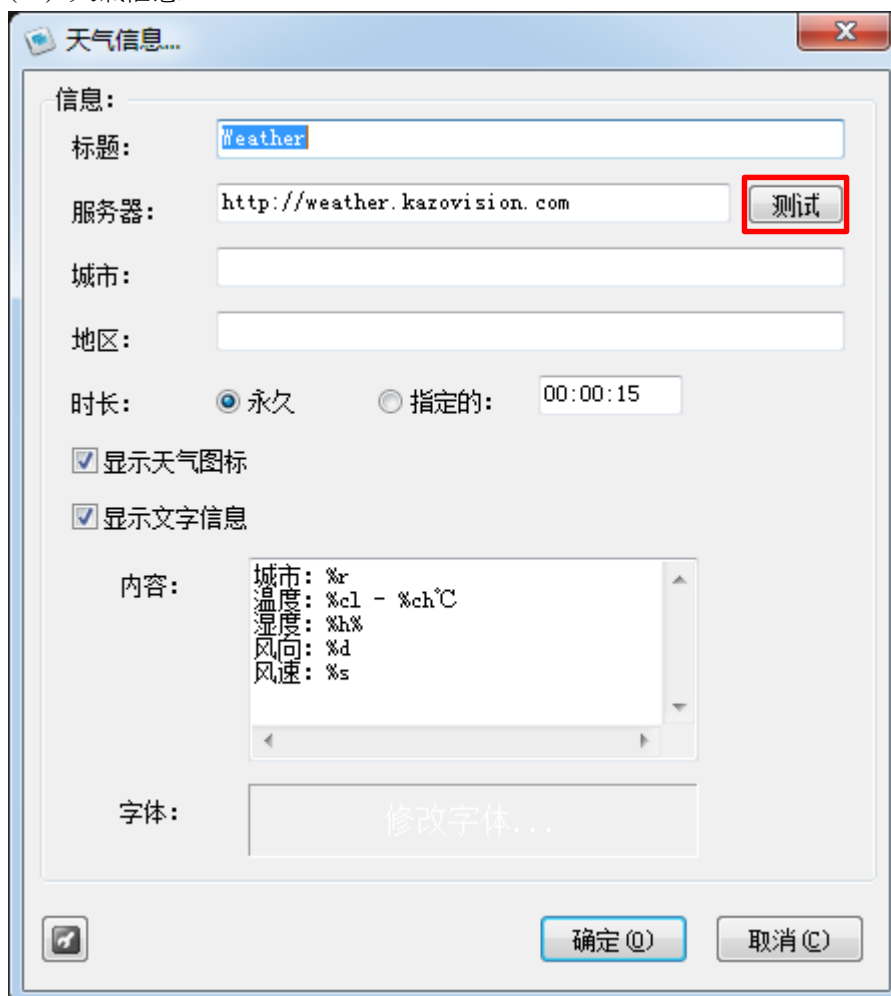 天气信息...
信息:
标题: Weather
服务器: http://weather.kazovision.com 测试
城市:
地区:
时长: 永久 指定的: 00:00:15
显示天气图标
显示文字信息
内容: 城市: %r
温度: %cl - %ch℃
湿度: %h%
风向: %d
风速: %s
字体: 修改字体...
确定(O) 取消(C)